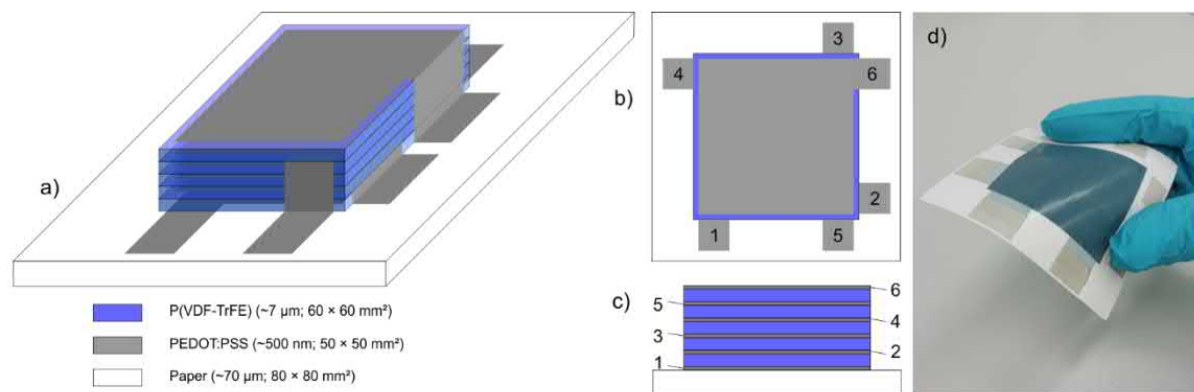 a)
P(VDF-TrFE) (~7 µm; 60 × 60 mm²)
PEDOT:PSS (~500 nm; 50 × 50 mm²)
Paper (~70 µm; 80 × 80 mm²)
b)
3
4
6
2
1
5
c)
6
5
4
3
2
1
d)